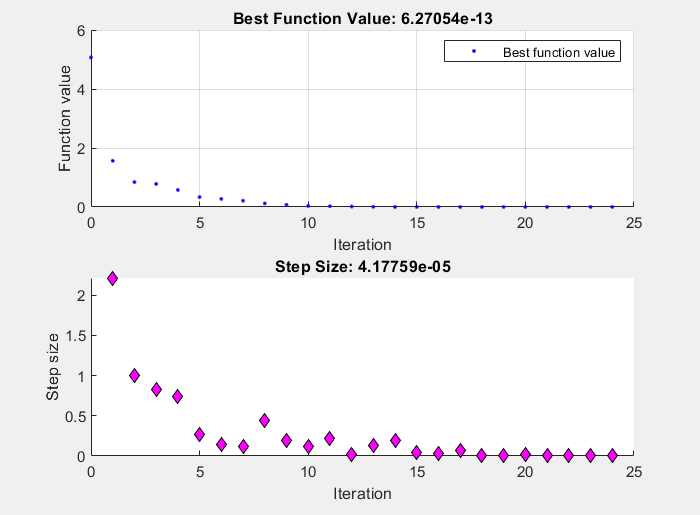 Best Function Value: 6.27054e-13
6
4
2
0
Function value
Best function value
0 5 10 15 20 25
Iteration
Step Size: 4.17759e-05
2
1.5
1
0.5
0
Step size
0 5 10 15 20 25
Iteration